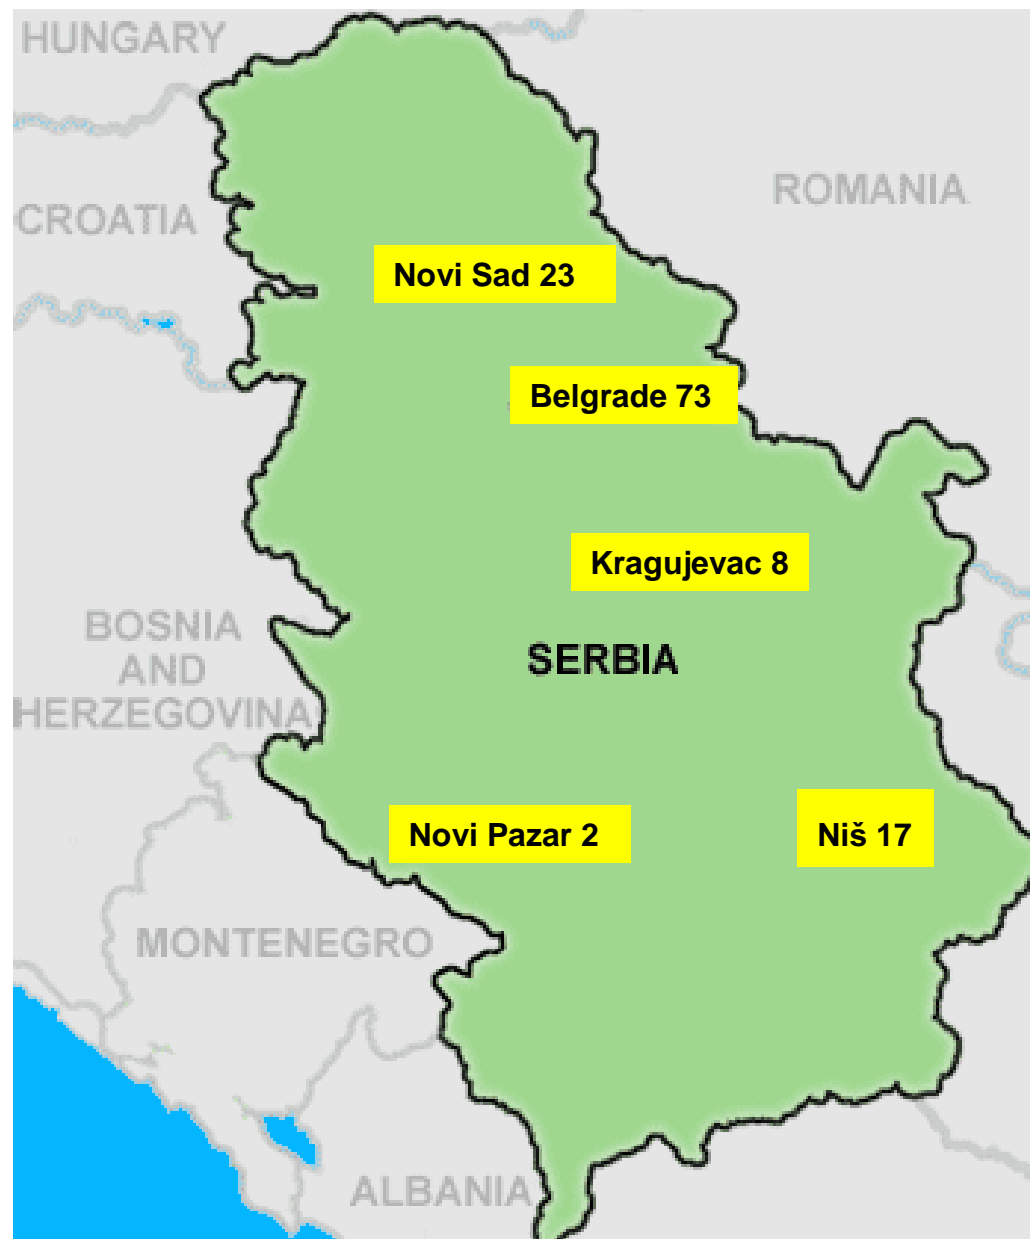 HUNGARY
ROMANIA
CROATIA
Novi Sad 23
Belgrade 73
Kragujevac 8
BOSNIA
AND
HERZEGOVINA
SERBIA
Novi Pazar 2
Niš 17
MONTENEGRO
ALBANIA